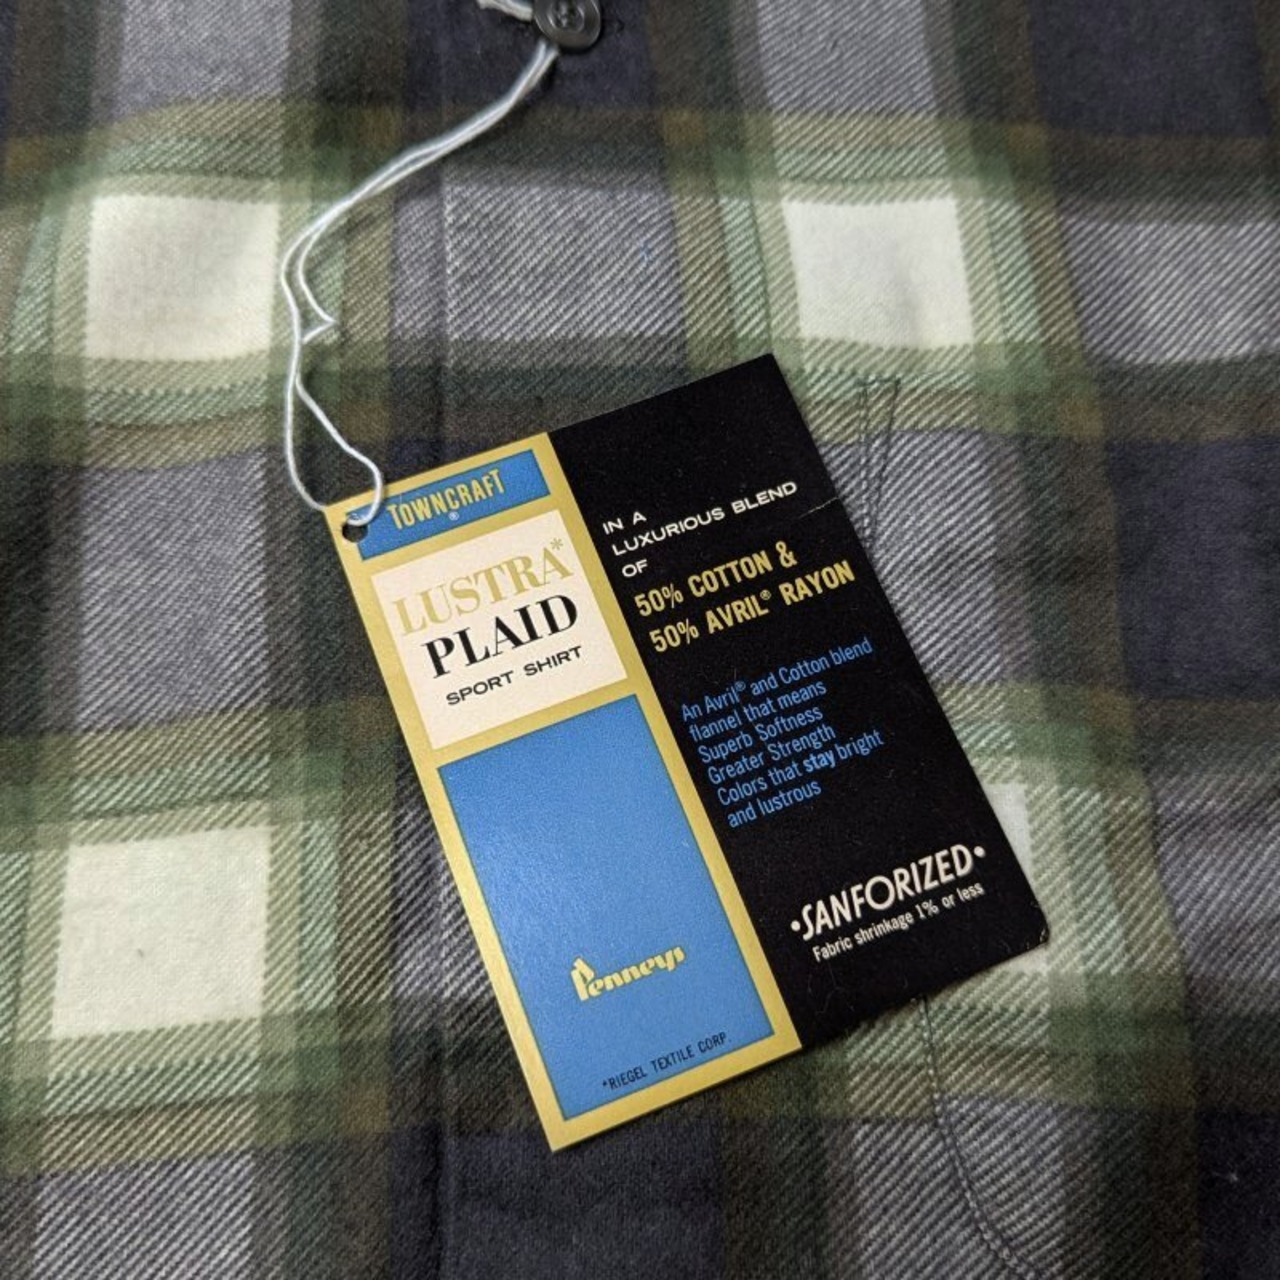 TOWNCRAFT
®
LUSTRA*
PLAID
SPORT SHIRT
Penneys
*RIEGEL TEXTILE CORP.
IN A
LUXURIOUS BLEND
OF
50% COTTON &
50% AVRIL® RAYON
An Avril® and Cotton blend
flannel that means
Superb Softness
Greater Strength
Colors that stay bright
and lustrous
•SANFORIZED•
Fabric shrinkage 1% or less